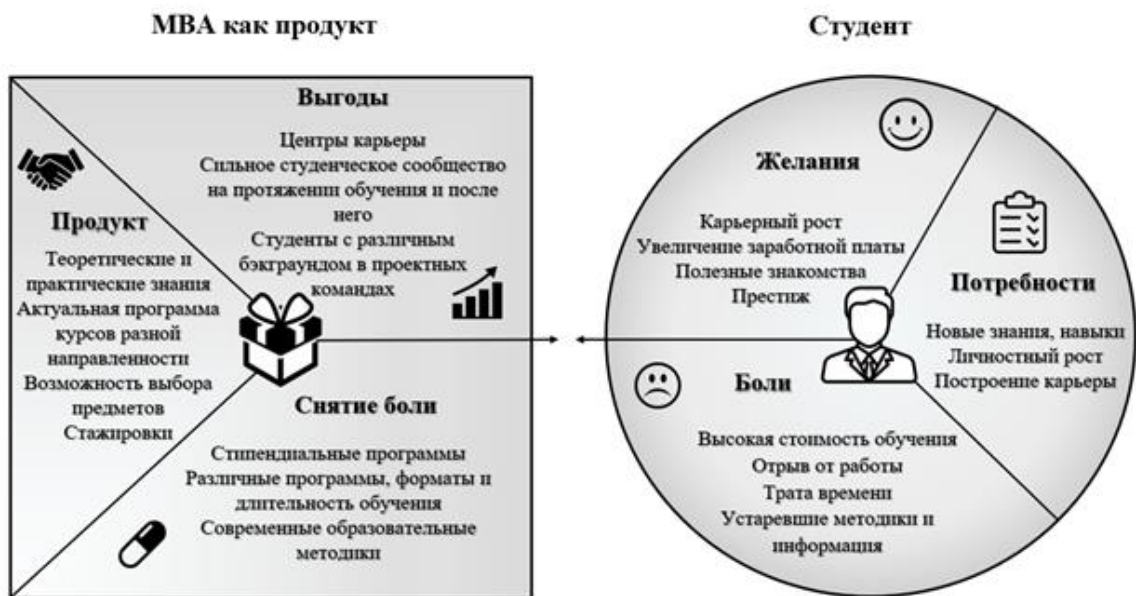 МВА как продукт
Выгоды
Центры карьеры
Сильное студенческое сообщество
на протяжении обучения и после
него
Студенты с различным
бэкграундом в проектных
командах
Продукт
Теоретические и
практические знания
Актуальная программа
курсов разной
направленности
Возможность выбора
предметов
Стажировки
Снятие боли
Стипендиальные программы
Различные программы, форматы и
длительность обучения
Современные образовательные
методики
Студент
Желания
Карьерный рост
Увеличение заработной платы
Полезные знакомства
Престиж
Потребности
Новые знания, навыки
Личностный рост
Построение карьеры
Боли
Высокая стоимость обучения
Отрыв от работы
Трата времени
Устаревшие методики и
информация